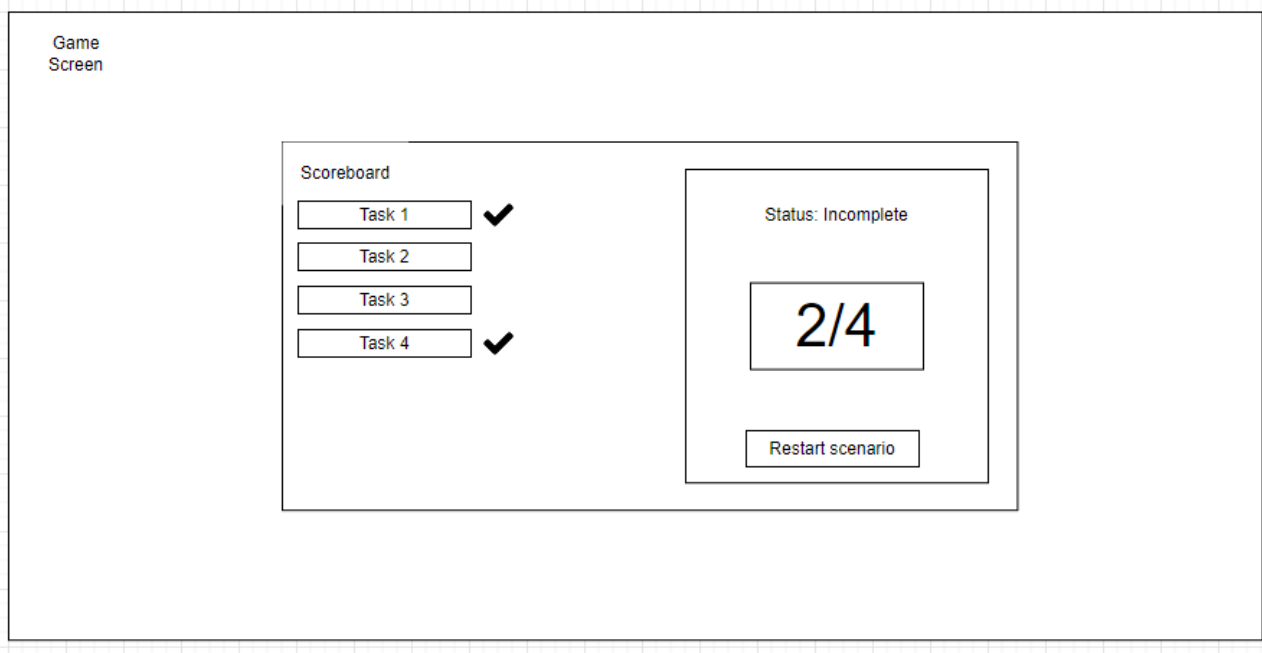 Game
Screen
Scoreboard
Task 1
Task 2
Task 3
Task 4
Status: Incomplete
2/4
Restart scenario